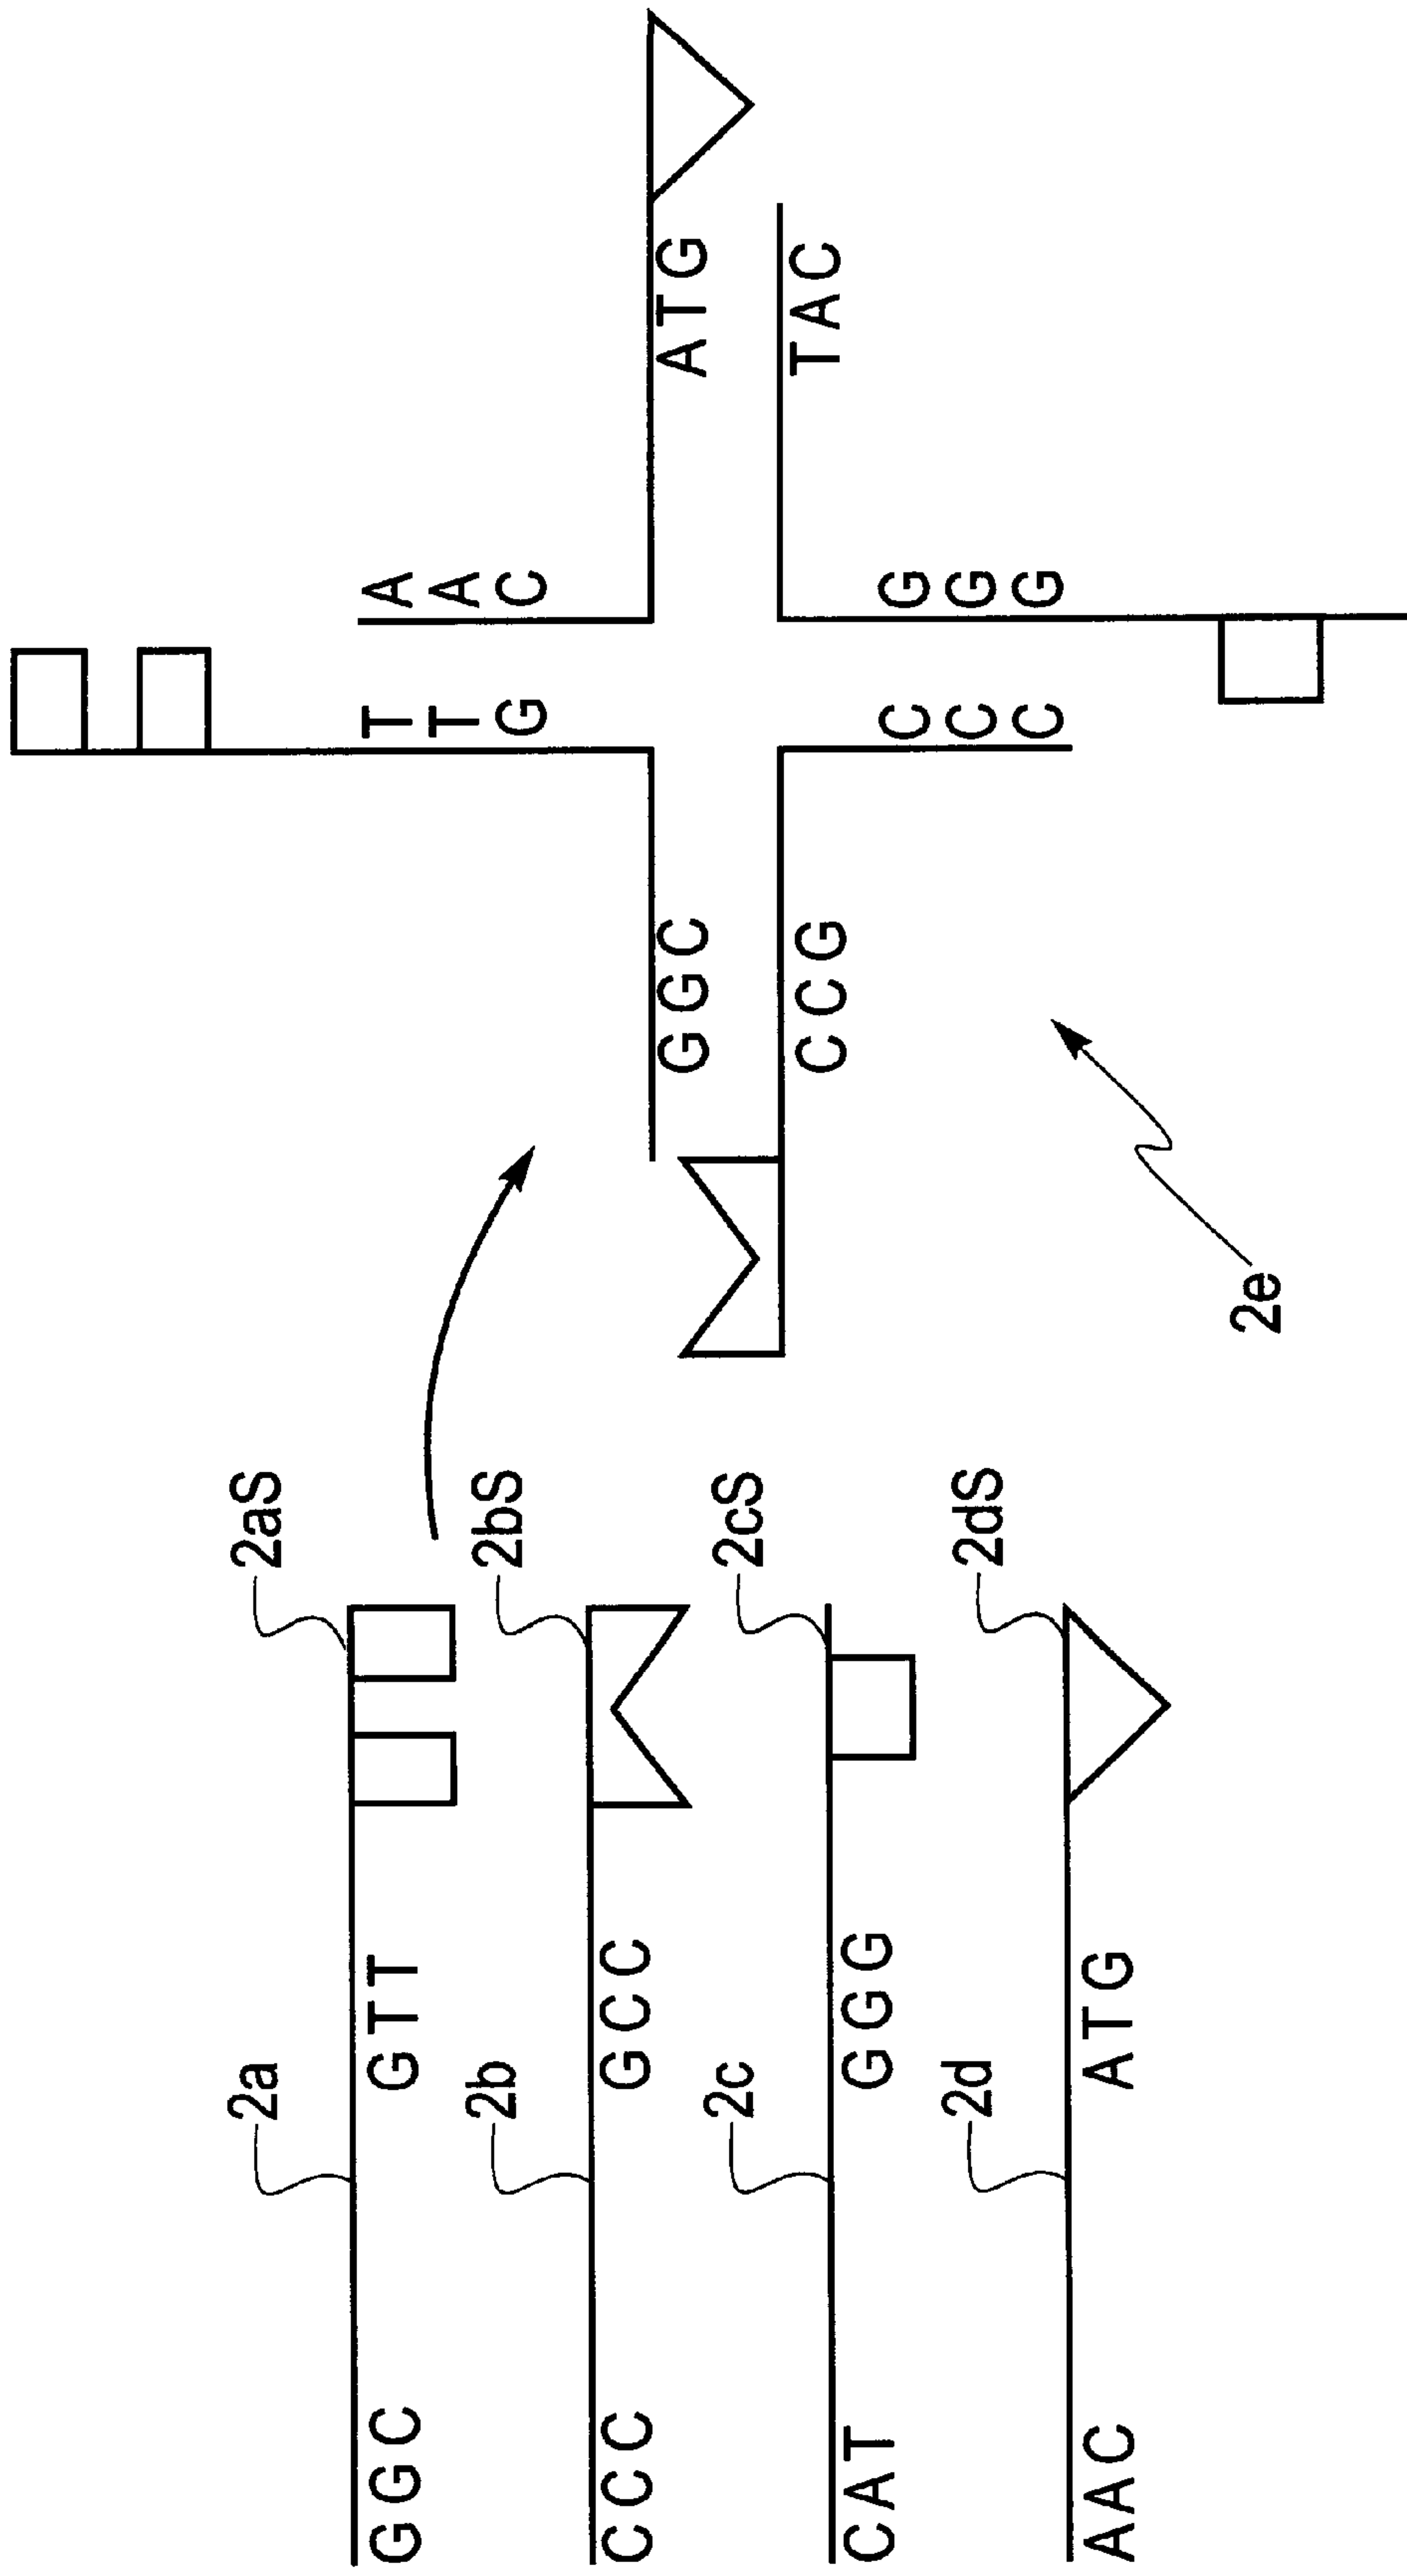 2a
2aS
GGC GTT
2b
2bS
CCC GCC
2c
2cS
CAT GGG
2d
2dS
AAC ATG
T A
T A
G C
GGC
ATG
CCG
TAC
C G
C G
C G
2e